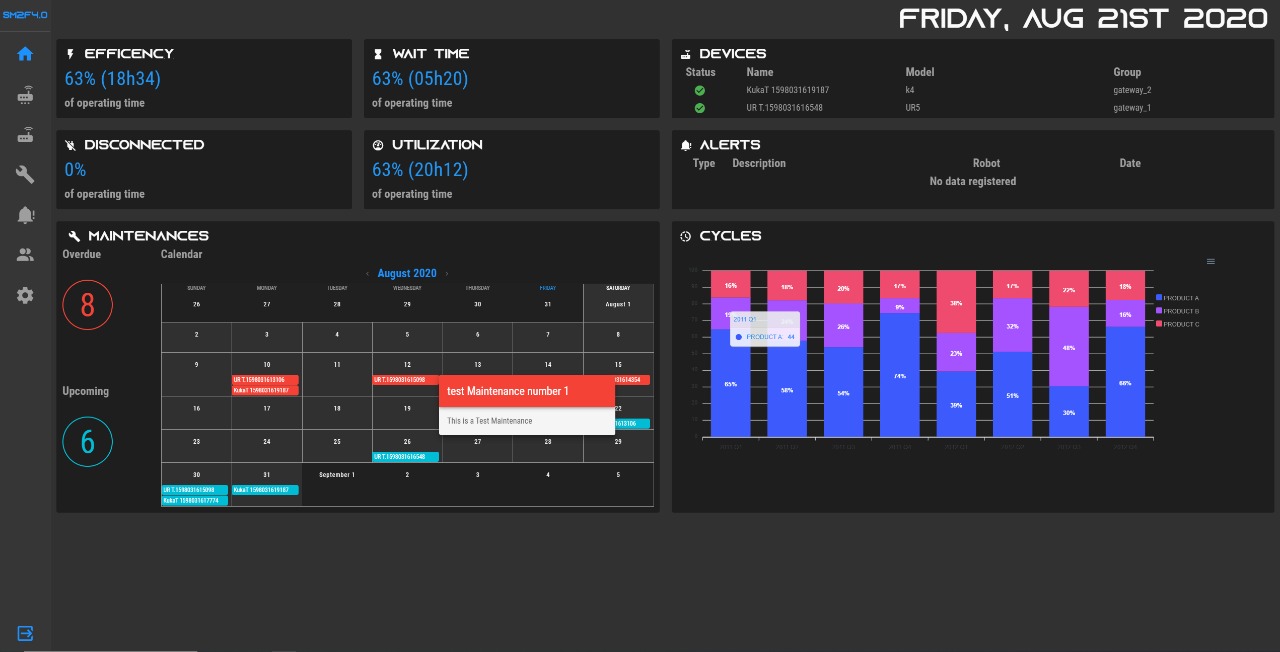 SM2F4.0
FRIDAY, AUG 21ST 2020
EFFICENCY
63% (18h34)
of operating time
WAIT TIME
63% (05h20)
of operating time
DEVICES
Status Name Model Group
KukaT 1598031619187 k4 gateway_2
UR T.1598031616548 UR5 gateway_1
DISCONNECTED
0%
of operating time
UTILIZATION
63% (20h12)
of operating time
ALERTS
Type Description Robot Date
No data registered
MAINTENANCES
Overdue
8
Upcoming
6
Calendar
‹ August 2020 ›
SUNDAY MONDAY TUESDAY WEDNESDAY THURSDAY FRIDAY SATURDAY
26 27 28 29 30 31 August 1
2 3 4 5 6 7 8
9 10 11 12 13 14 15
UR T.1598031613106 UR T.1598031615098 31614354
KukaT 1598031619187
test Maintenance number 1
This is a Test Maintenance
16 17 18 19 22
1613106
23 24 25 26 27 28 29
UR T.1598031616548
30 31 September 1 2 3 4 5
UR T.1598031615098 KukaT 1598031619187
KukaT 1598031617774
CYCLES
16% 18% 20% 17% 38% 17% 22% 18%
9%
26% 23% 32% 48% 16%
65% 58% 54% 74% 39% 51% 30% 66%
2011 Q1
PRODUCT A 44
PRODUCT A
PRODUCT B
PRODUCT C